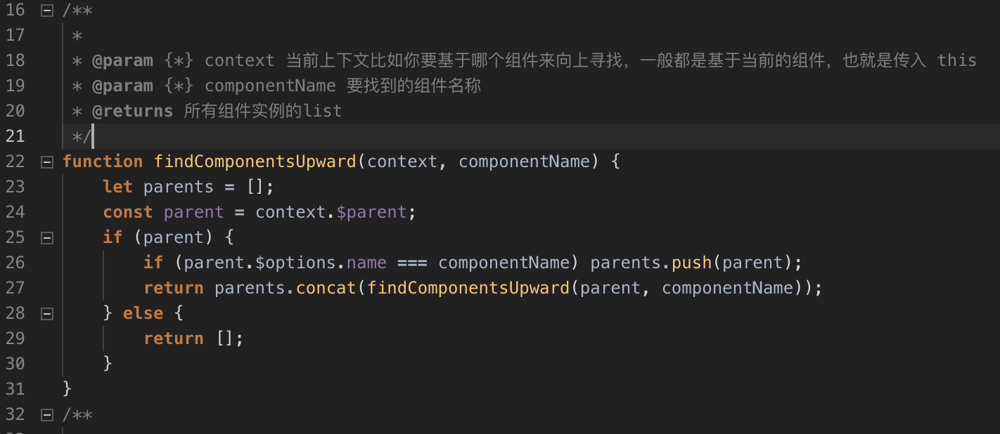 16 /**
17  *
18  * @param {*} context 当前上下文比如你要基于哪个组件来向上寻找，一般都是基于当前的组件，也就是传入 this
19  * @param {*} componentName 要找到的组件名称
20  * @returns 所有组件实例的list
21  */
22 function findComponentsUpward(context, componentName) {
23     let parents = [];
24     const parent = context.$parent;
25     if (parent) {
26         if (parent.$options.name === componentName) parents.push(parent);
27         return parents.concat(findComponentsUpward(parent, componentName));
28     } else {
29         return [];
30     }
31 }
32 /**